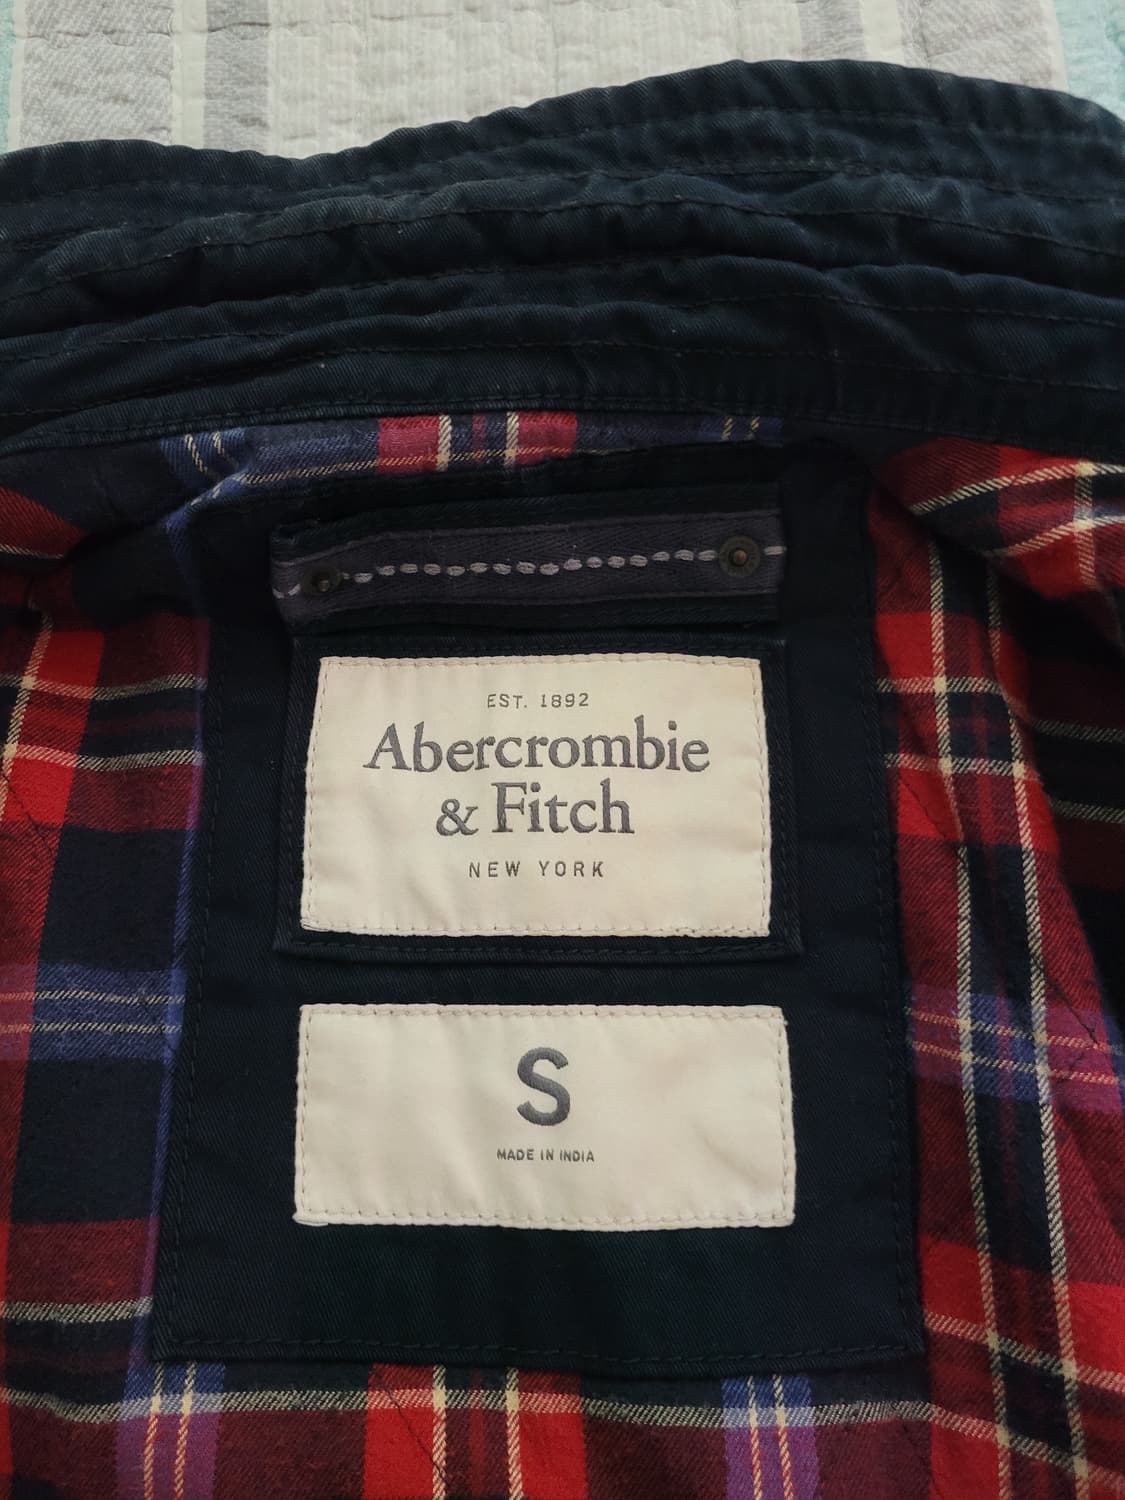 EST. 1892
Abercrombie
& Fitch
NEW YORK
S
MADE IN INDIA